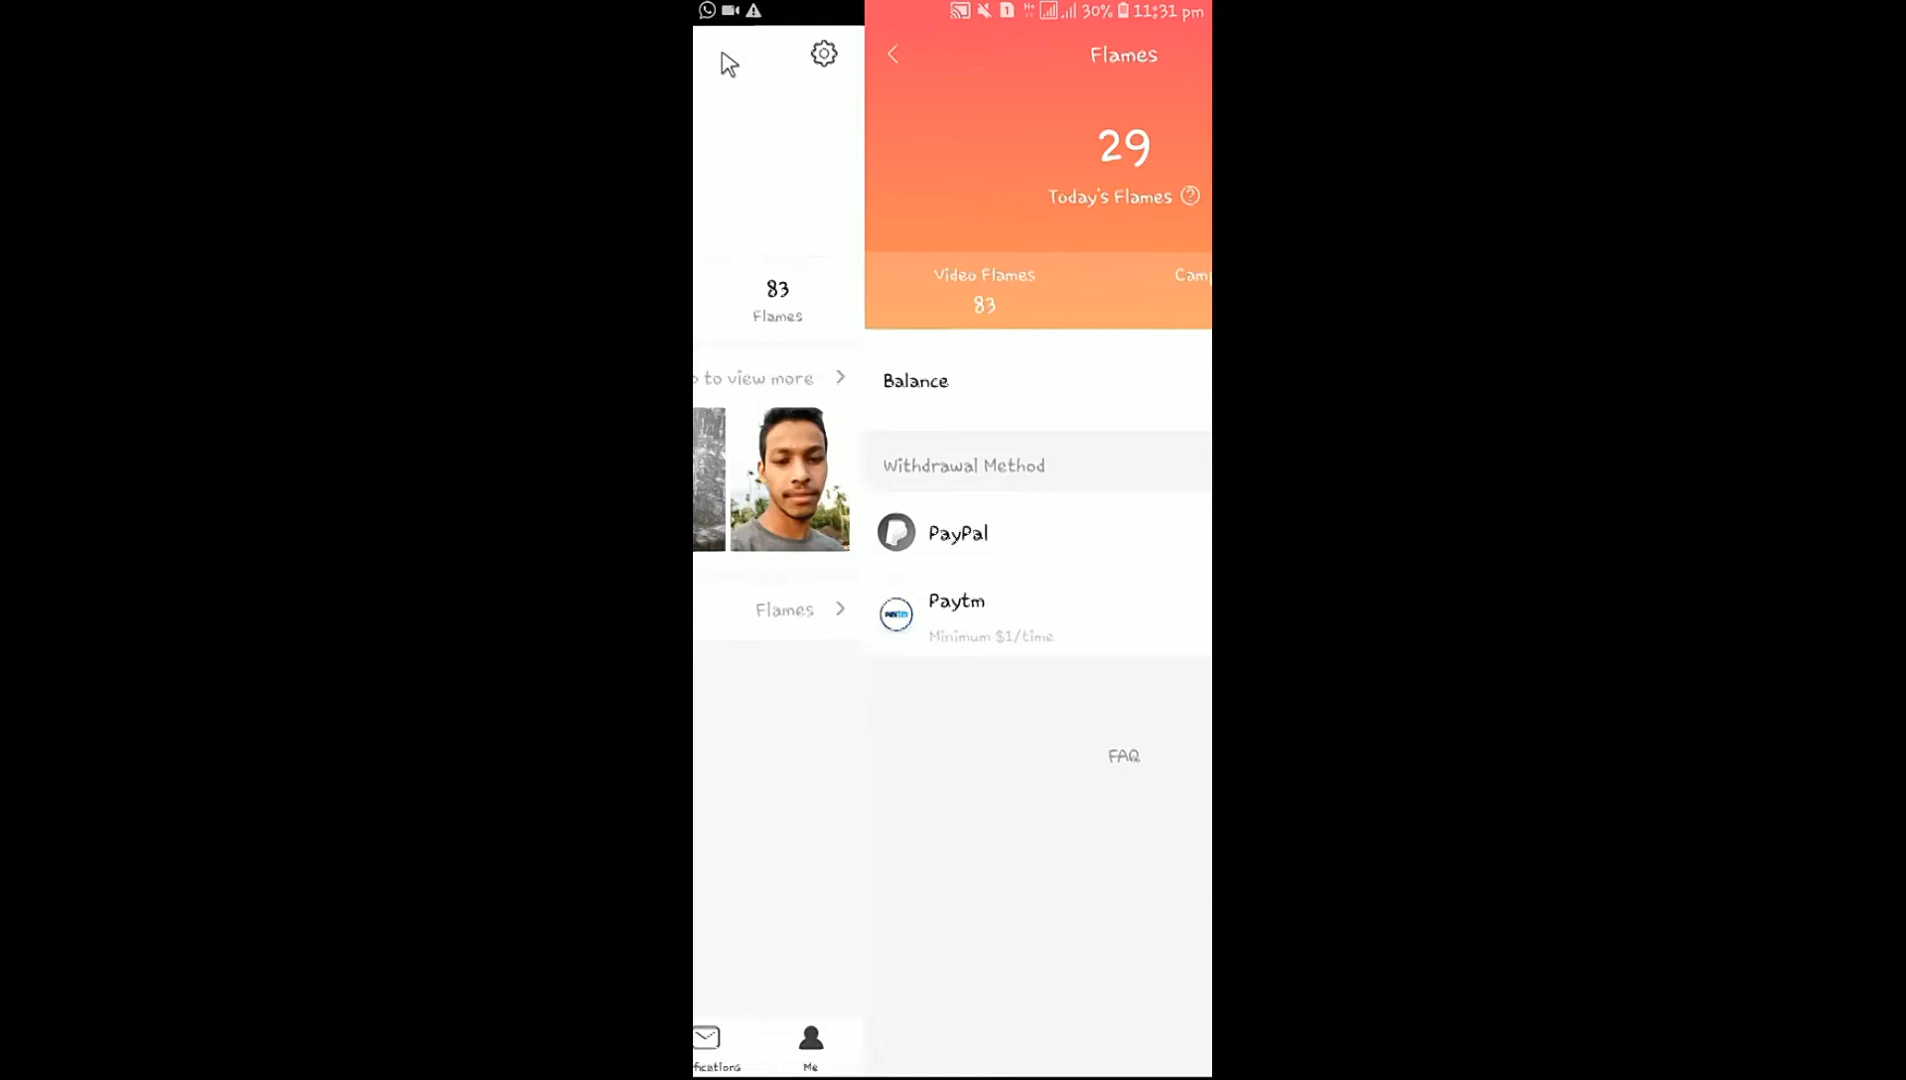 30% 11:31 pm
Flames
29
Today's Flames
83
Flames
Video Flames
83
to view more
Balance
Withdrawal Method
PayPal
Paytm
Minimum $1/time
Flames
FAQ
Me